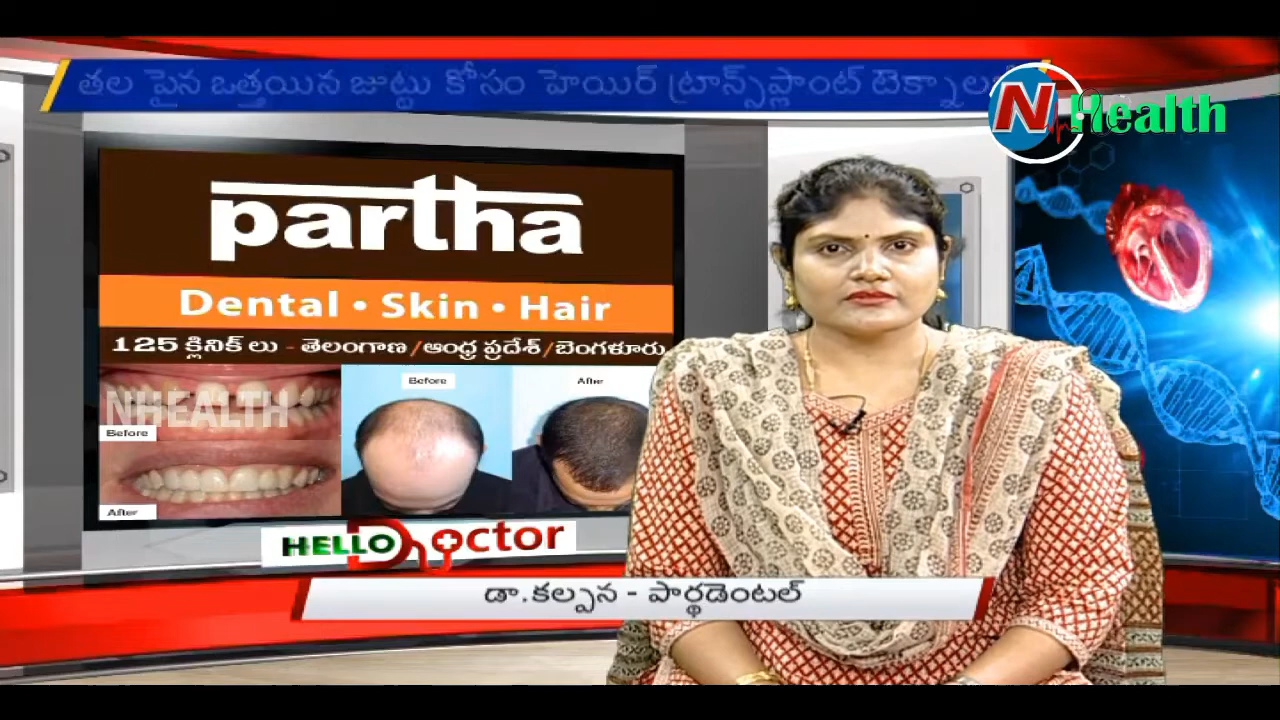 తల పైన ఒత్తయిన జుట్టు కోసం హెయిర్ ట్రాన్స్‌ప్లాంట్
N Health
partha
Dental • Skin • Hair
125 క్లినిక్ లు - తెలంగాణ/ఆంధ్ర ప్రదేశ్/బెంగళూరు
Before
After
NHEALTH
Before
After
HELLO Doctor
డా.కల్పన - పార్థడెంటల్